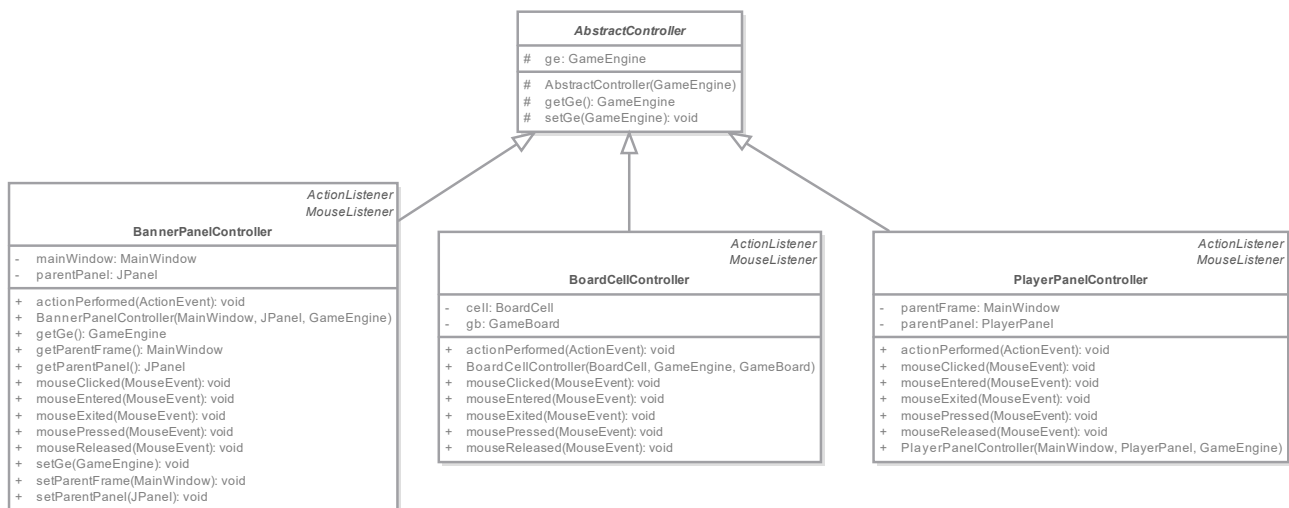 AbstractController
# ge: GameEngine
# AbstractController(GameEngine)
# getGe(): GameEngine
# setGe(GameEngine): void
ActionListener
MouseListener
BannerPanelController
- mainWindow: MainWindow
- parentPanel: JPanel
+ actionPerformed(ActionEvent): void
+ BannerPanelController(MainWindow, JPanel, GameEngine)
+ getGe(): GameEngine
+ getParentFrame(): MainWindow
+ getParentPanel(): JPanel
+ mouseClicked(MouseEvent): void
+ mouseEntered(MouseEvent): void
+ mouseExited(MouseEvent): void
+ mousePressed(MouseEvent): void
+ mouseReleased(MouseEvent): void
+ setGe(GameEngine): void
+ setParentFrame(MainWindow): void
+ setParentPanel(JPanel): void
ActionListener
MouseListener
BoardCellController
- cell: BoardCell
- gb: GameBoard
+ actionPerformed(ActionEvent): void
+ BoardCellController(BoardCell, GameEngine, GameBoard)
+ mouseClicked(MouseEvent): void
+ mouseEntered(MouseEvent): void
+ mouseExited(MouseEvent): void
+ mousePressed(MouseEvent): void
+ mouseReleased(MouseEvent): void
ActionListener
MouseListener
PlayerPanelController
- parentFrame: MainWindow
- parentPanel: PlayerPanel
+ actionPerformed(ActionEvent): void
+ mouseClicked(MouseEvent): void
+ mouseEntered(MouseEvent): void
+ mouseExited(MouseEvent): void
+ mousePressed(MouseEvent): void
+ mouseReleased(MouseEvent): void
+ PlayerPanelController(MainWindow, PlayerPanel, GameEngine)